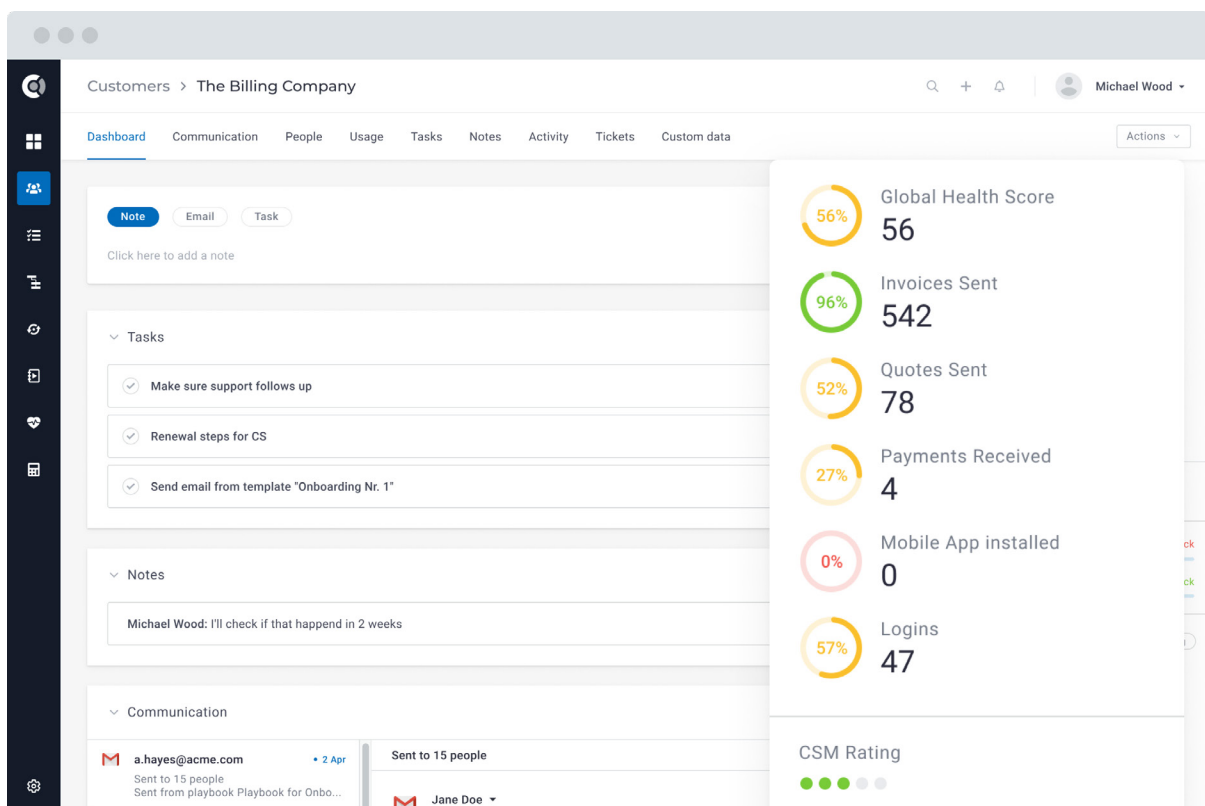 Customers > The Billing Company
Michael Wood
Dashboard Communication People Usage Tasks Notes Activity Tickets Custom data
Actions
Note Email Task
Click here to add a note
Tasks
Make sure support follows up
Renewal steps for CS
Send email from template "Onboarding Nr. 1"
Notes
Michael Wood: I'll check if that happend in 2 weeks
Communication
a.hayes@acme.com • 2 Apr
Sent to 15 people
Sent from playbook Playbook for Onbo...
Sent to 15 people
Jane Doe
56%
Global Health Score
56
96%
Invoices Sent
542
52%
Quotes Sent
78
27%
Payments Received
4
0%
Mobile App installed
0
57%
Logins
47
CSM Rating
ck
ck